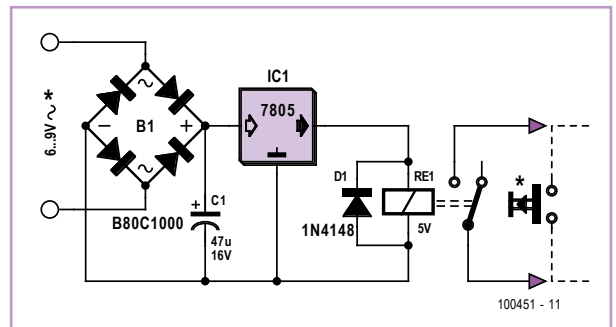 6...9V ~ *
~
– B1 +
~
B80C1000
+ C1
47u
16V
IC1
7805
D1
1N4148
RE1
5V
*
100451 - 11